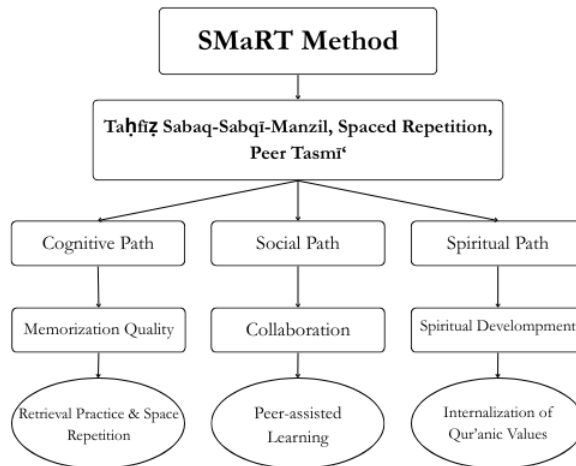 SMaRT Method
Taḥfīẓ Sabaq-Sabqī-Manzil, Spaced Repetition,
Peer Tasmī‘
Cognitive Path
Social Path
Spiritual Path
Memorization Quality
Collaboration
Spiritual Develompment
Retrieval Practice & Space
Repetition
Peer-assisted
Learning
Internalization of
Qur'anic Values